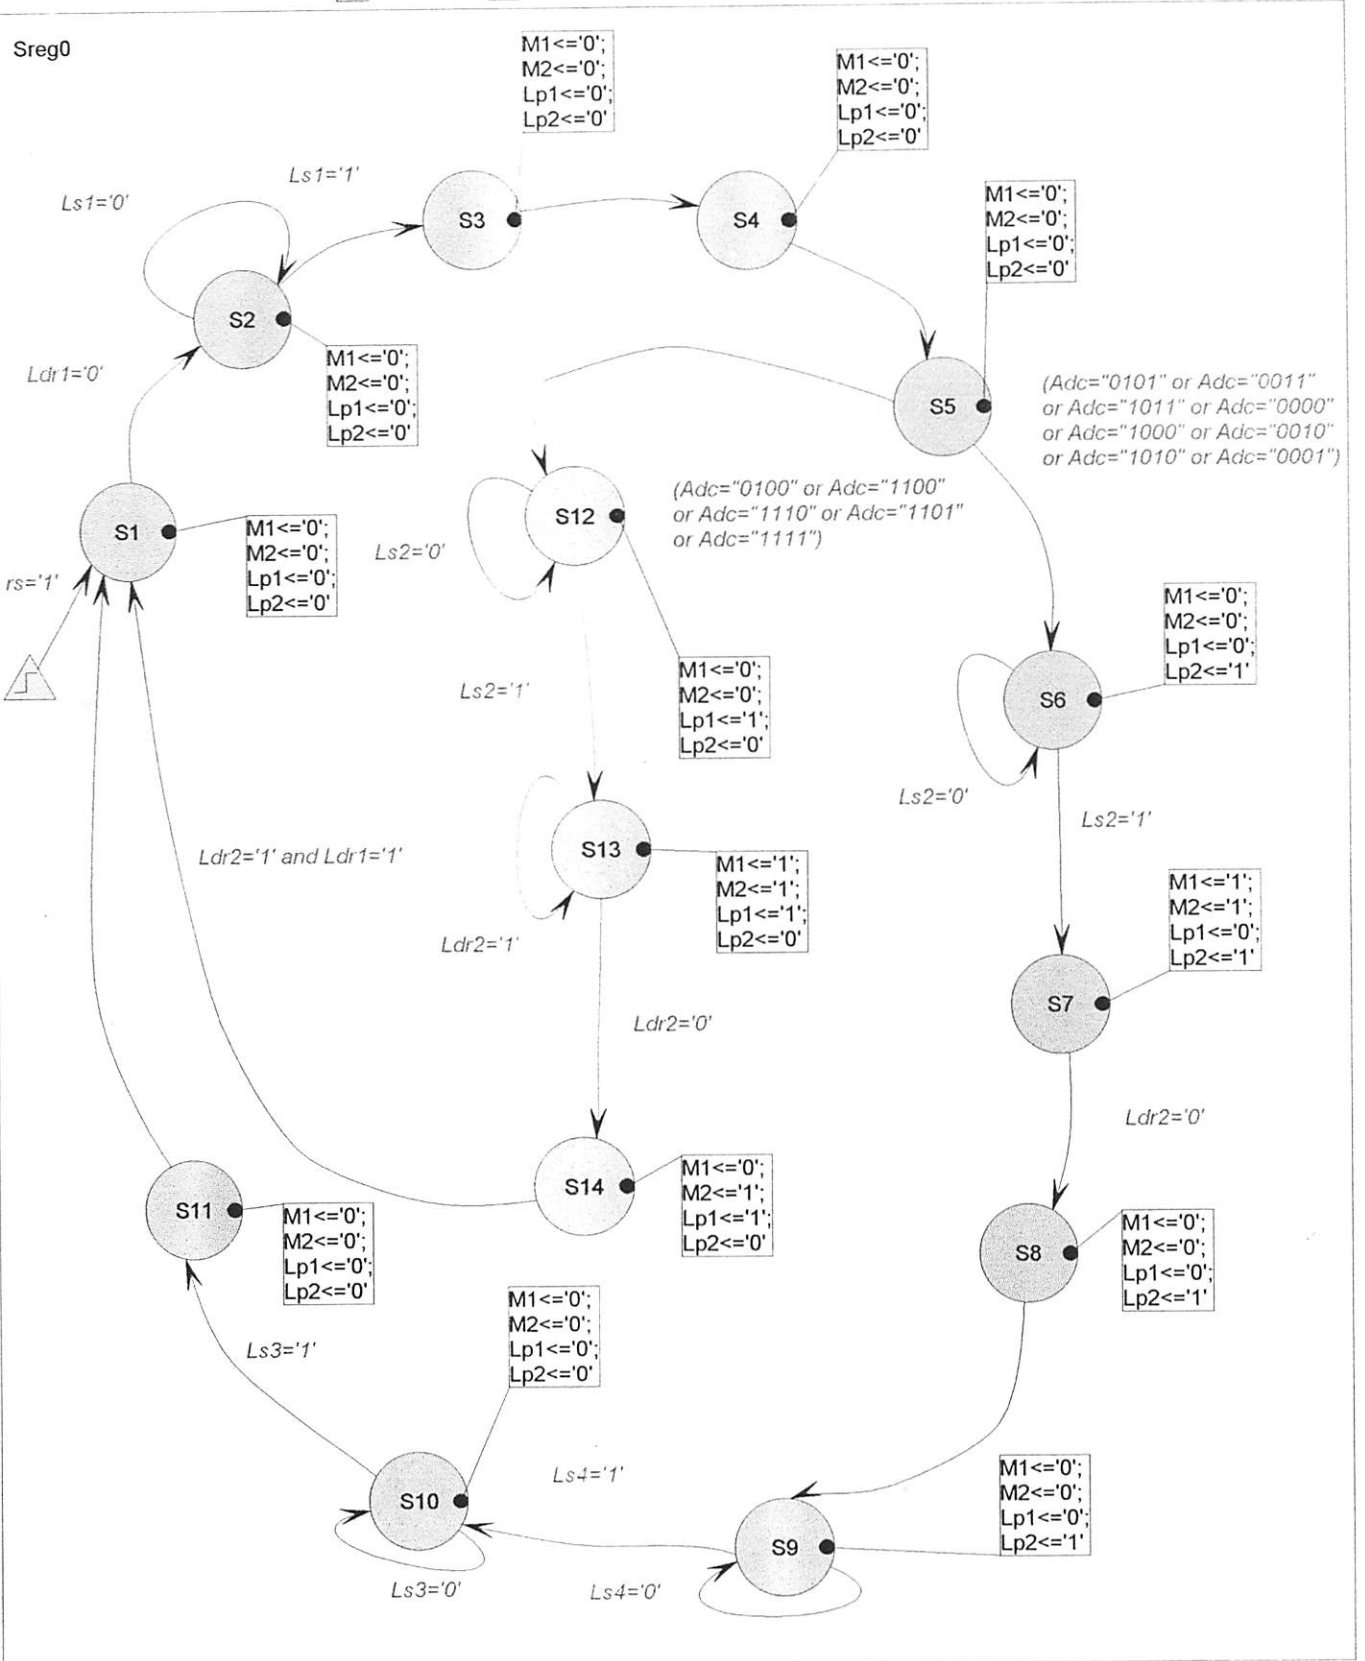 Sreg0
M1<='0';
M2<='0';
Lp1<='0';
Lp2<='0'
M1<='0';
M2<='0';
Lp1<='0';
Lp2<='0'
Ls1='1'
Ls1='0'
S3
S4
M1<='0';
M2<='0';
Lp1<='0';
Lp2<='0'
S2
M1<='0';
M2<='0';
Lp1<='0';
Lp2<='0'
Ldr1='0'
S5
(Adc="0101" or Adc="0011"
or Adc="1011" or Adc="0000"
or Adc="1000" or Adc="0010"
or Adc="1010" or Adc="0001")
S1
M1<='0';
M2<='0';
Lp1<='0';
Lp2<='0'
rs='1'
S12
Ls2='0'
(Adc="0100" or Adc="1100"
or Adc="1110" or Adc="1101"
or Adc="1111")
M1<='0';
M2<='0';
Lp1<='1';
Lp2<='0'
Ls2='1'
M1<='0';
M2<='0';
Lp1<='0';
Lp2<='1'
S6
Ls2='0'
Ls2='1'
S13
M1<='1';
M2<='1';
Lp1<='1';
Lp2<='0'
Ldr2='1' and Ldr1='1'
Ldr2='1'
M1<='1';
M2<='1';
Lp1<='0';
Lp2<='1'
S7
Ldr2='0'
Ldr2='0'
S14
M1<='0';
M2<='1';
Lp1<='1';
Lp2<='0'
S11
M1<='0';
M2<='0';
Lp1<='0';
Lp2<='0'
S8
M1<='0';
M2<='0';
Lp1<='0';
Lp2<='1'
Ls3='1'
M1<='0';
M2<='0';
Lp1<='0';
Lp2<='0'
S10
Ls4='1'
M1<='0';
M2<='0';
Lp1<='0';
Lp2<='1'
S9
Ls3='0'
Ls4='0'